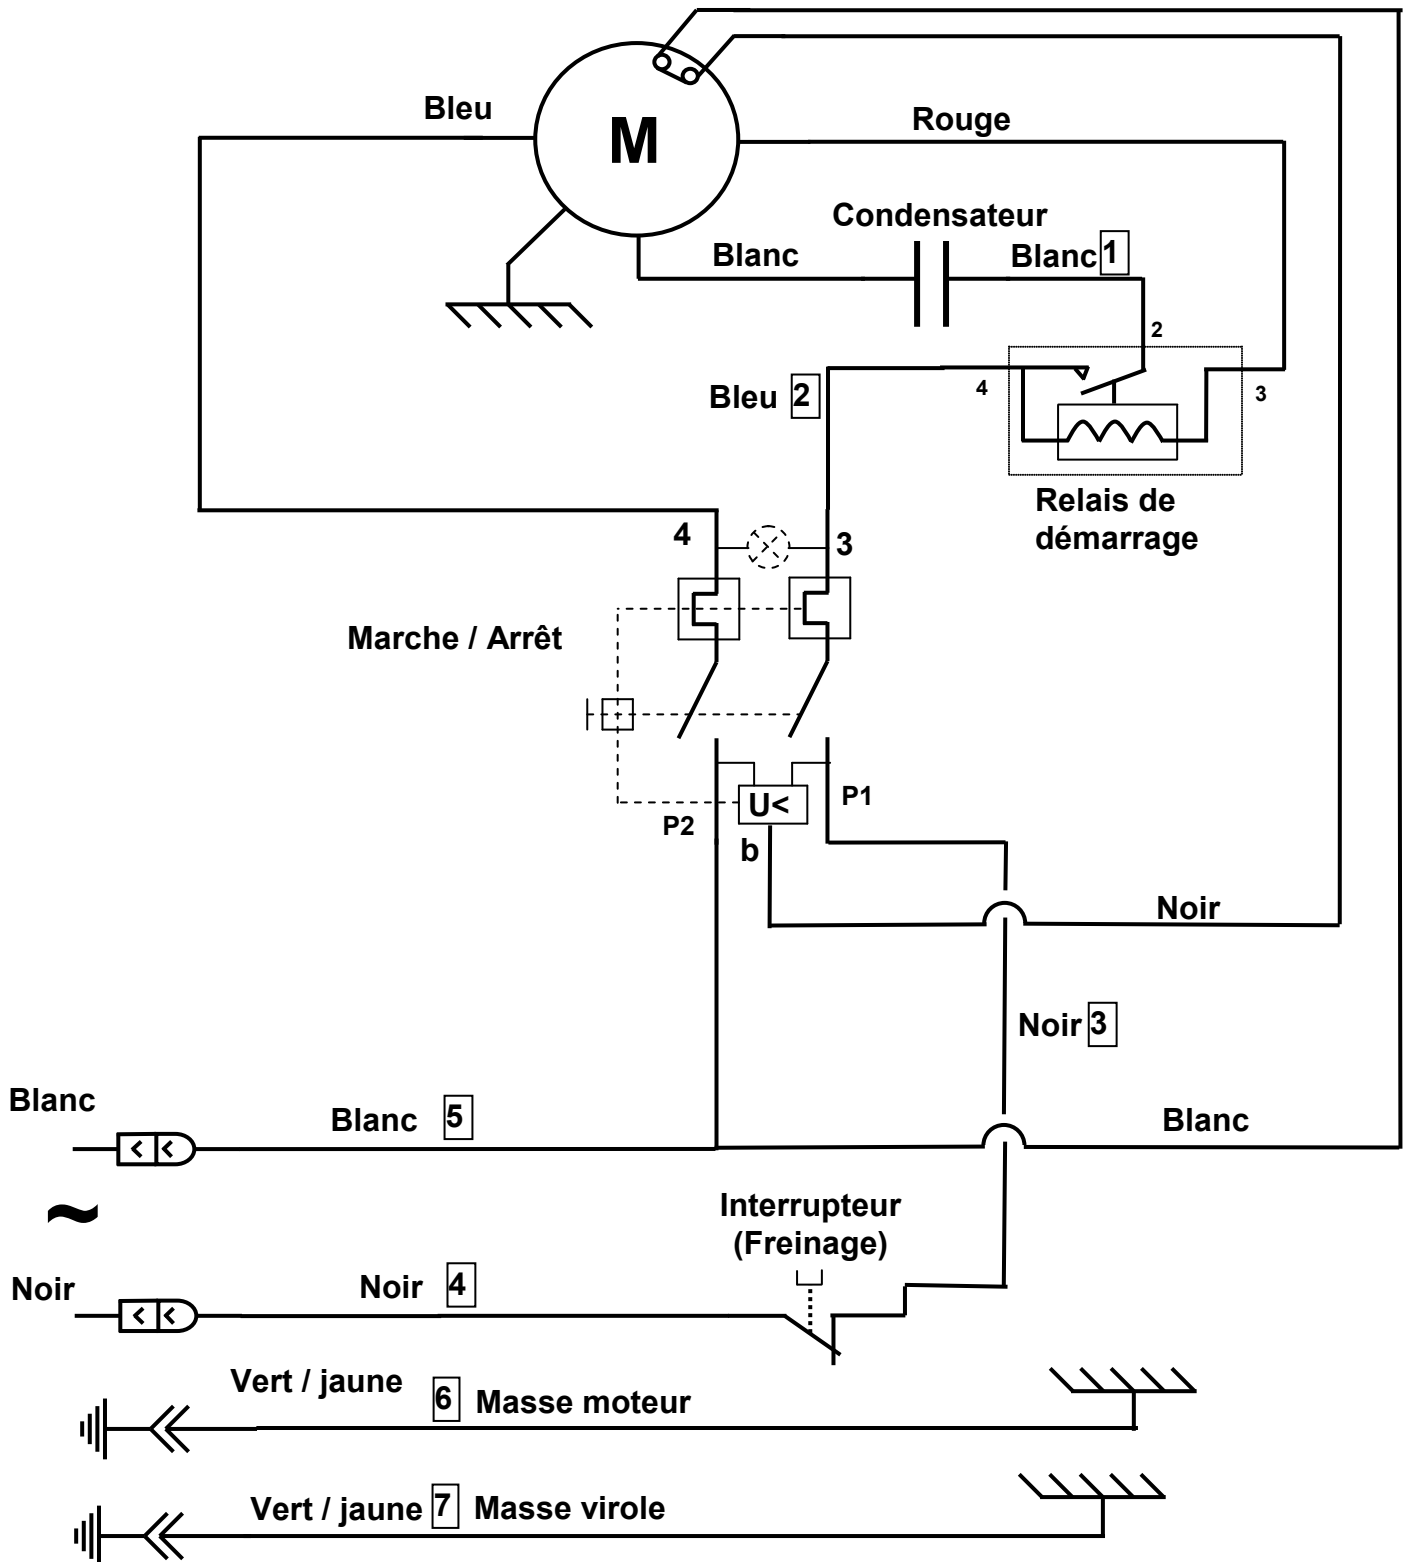 Bleu
M
Rouge
Condensateur
Blanc
Blanc 1
2
Bleu 2
4
3
Relais de
démarrage
4
3
Marche / Arrêt
U<
P1
P2
b
Noir
Noir 3
Blanc
Blanc 5
Blanc
~
Interrupteur
(Freinage)
Noir
Noir 4
Vert / jaune
6 Masse moteur
Vert / jaune 7 Masse virole